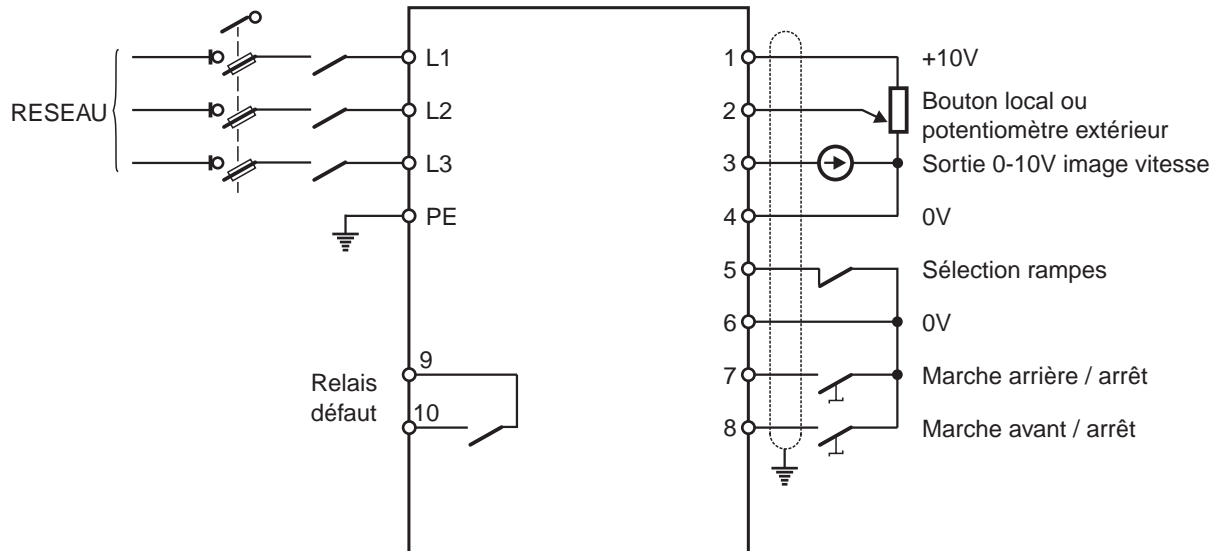 RESEAU
L1
L2
L3
PE
9
Relais
défaut
10
1
+10V
2
Bouton local ou
potentiomètre extérieur
3
Sortie 0-10V image vitesse
4
0V
5
Sélection rampes
6
0V
7
Marche arrière / arrêt
8
Marche avant / arrêt